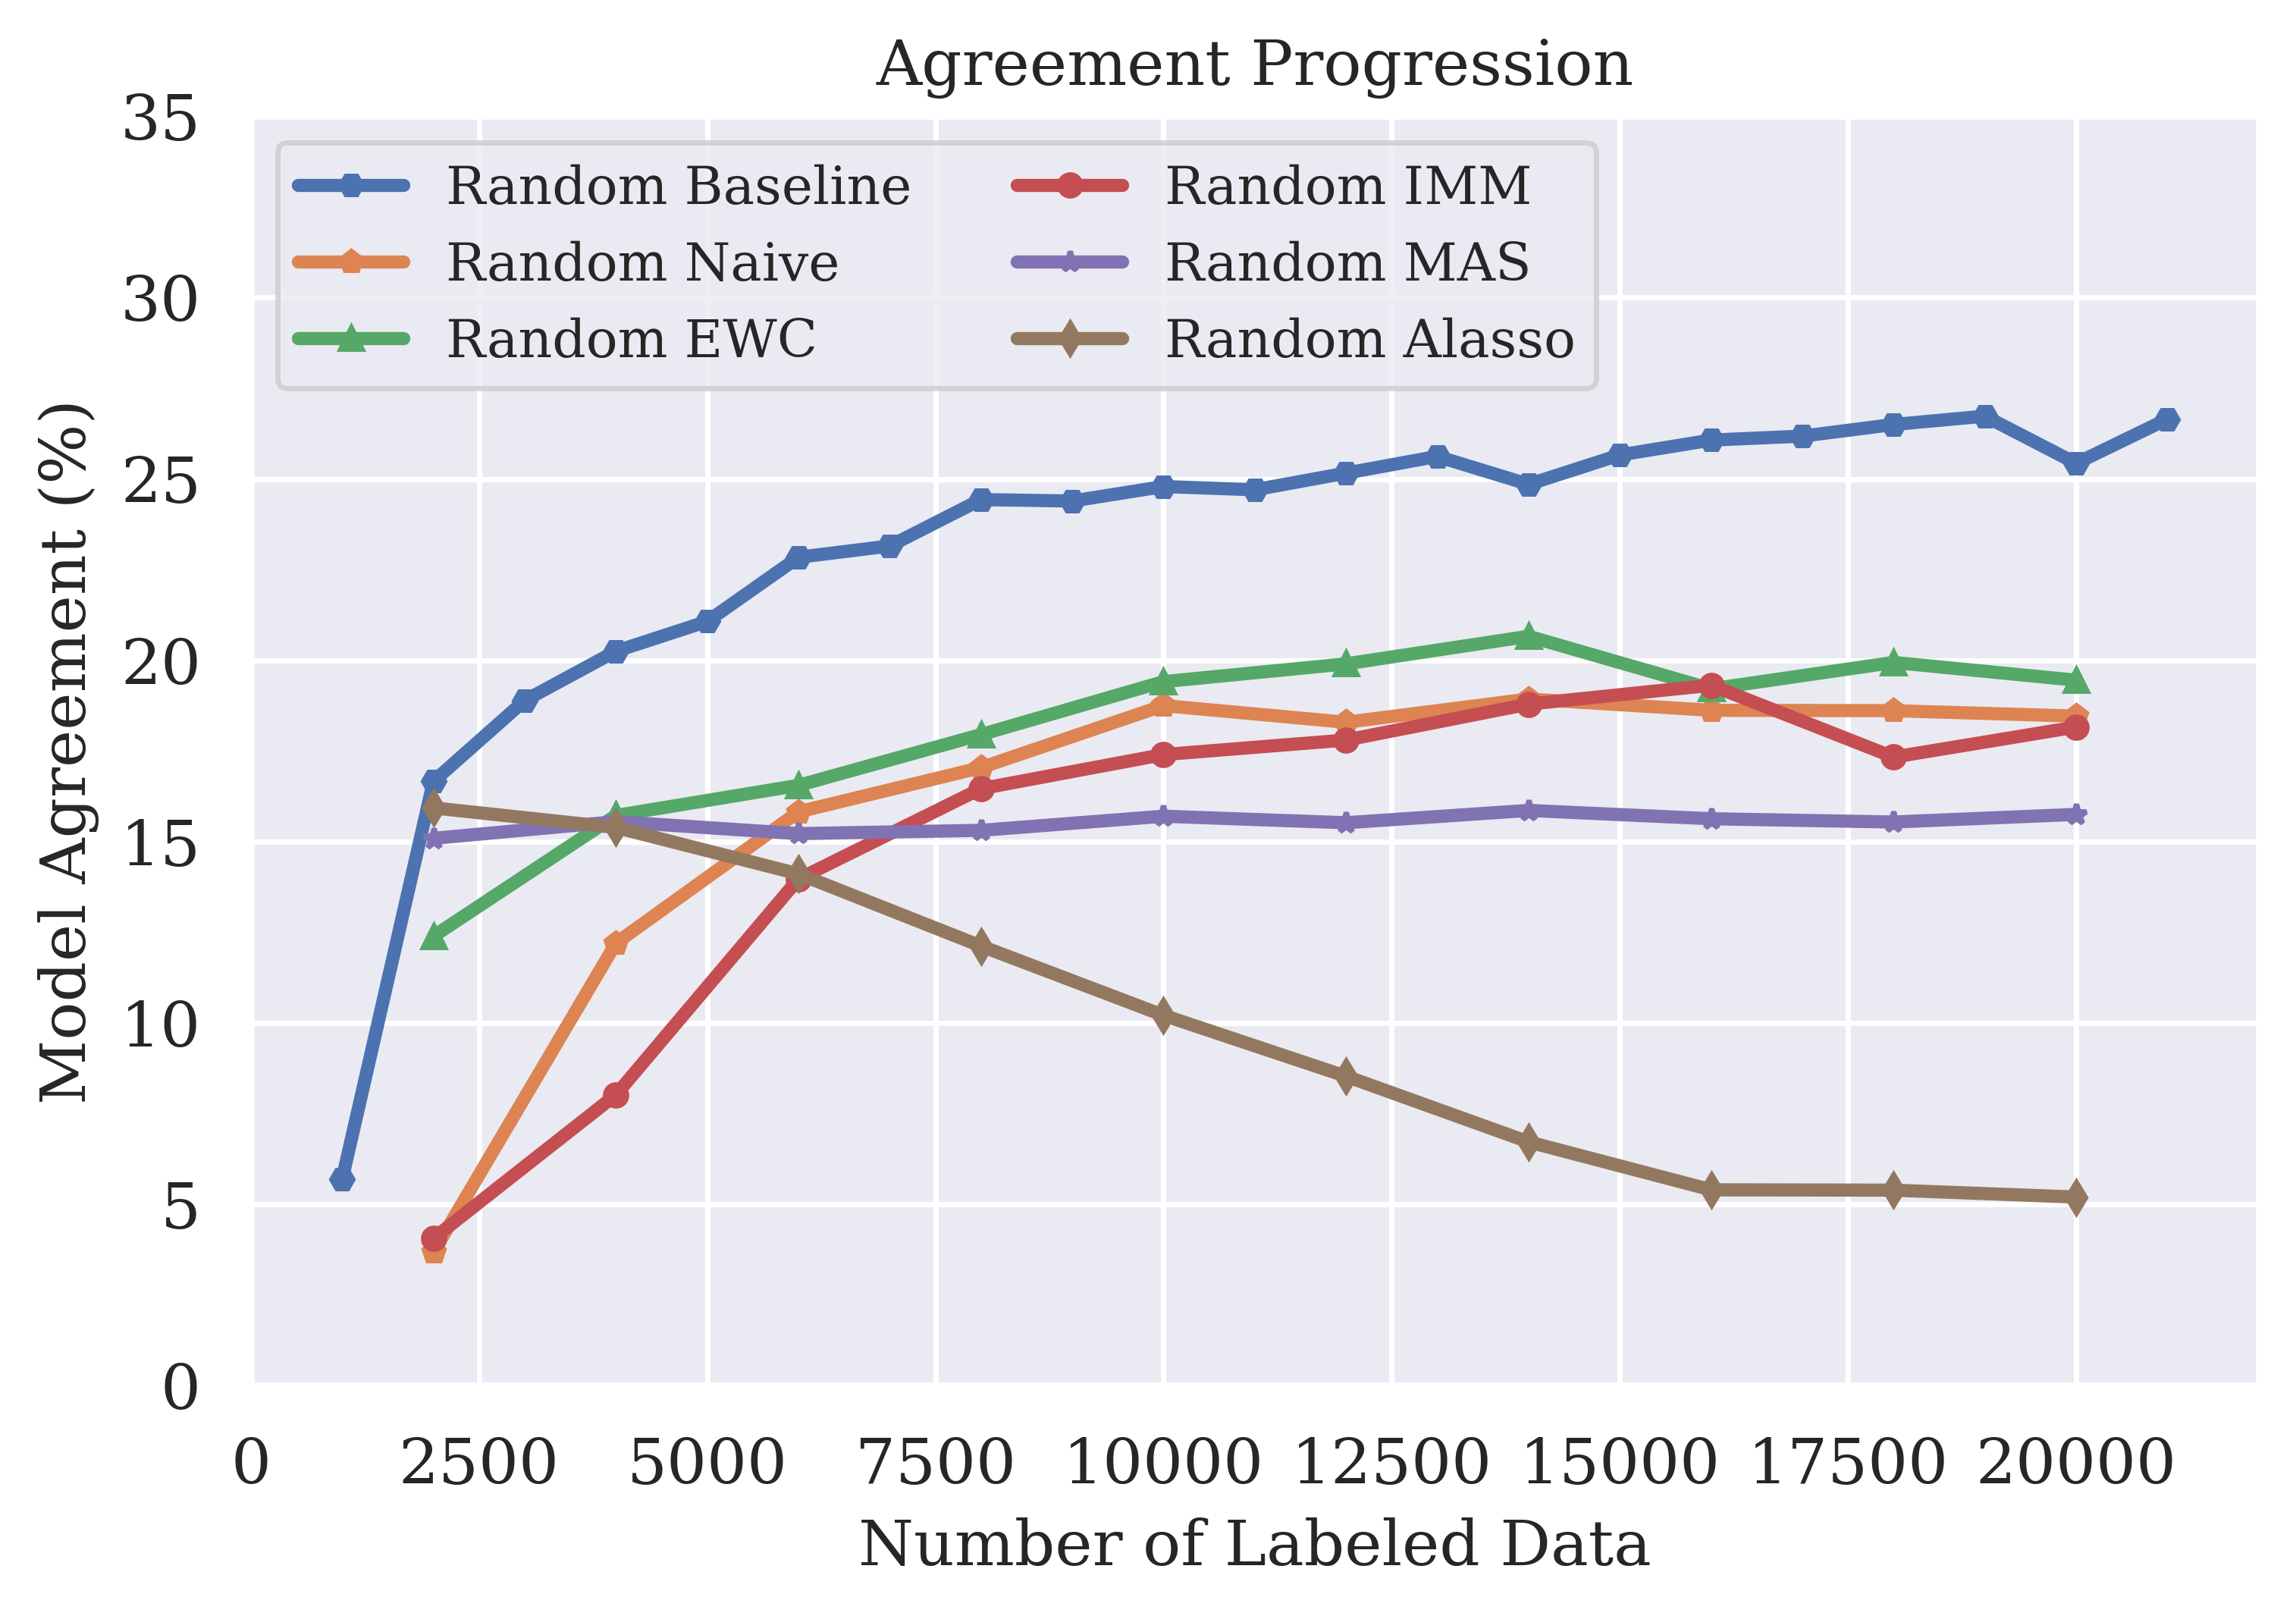 Agreement Progression
35
30
25
20
15
10
5
0
Model Agreement (%)
Random Baseline
Random Naive
Random EWC
Random IMM
Random MAS
Random Alasso
0 2500 5000 7500 10000 12500 15000 17500 20000
Number of Labeled Data